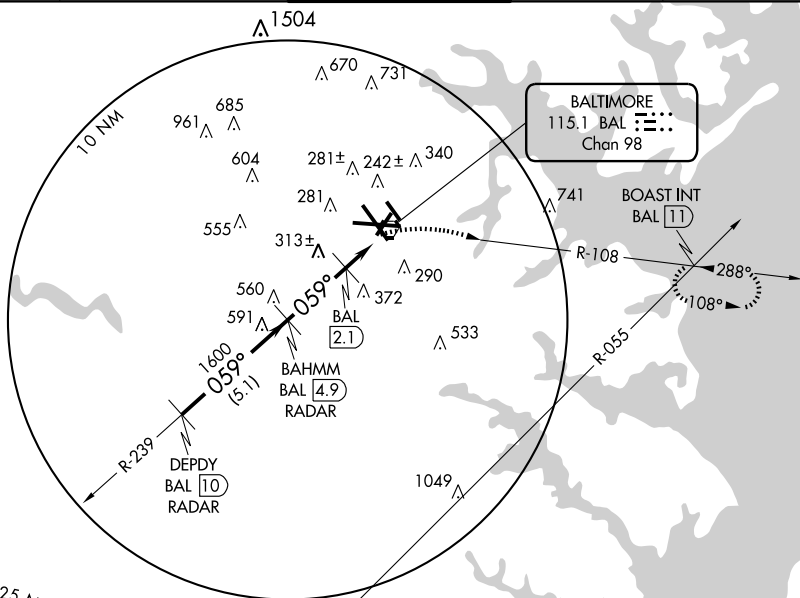 1504
670
731
10 NM
961
685
604
281±
242±
340
281
555
313±
BALTIMORE
115.1 BAL
Chan 98
741
BOAST INT
BAL 11
R-108
288°
108°
290
372
560
591
059°
BAL
2.1
533
1600
059°
(5.1)
BAHMM
BAL 4.9
RADAR
R-055
R-239
DEPDY
BAL 10
RADAR
1049